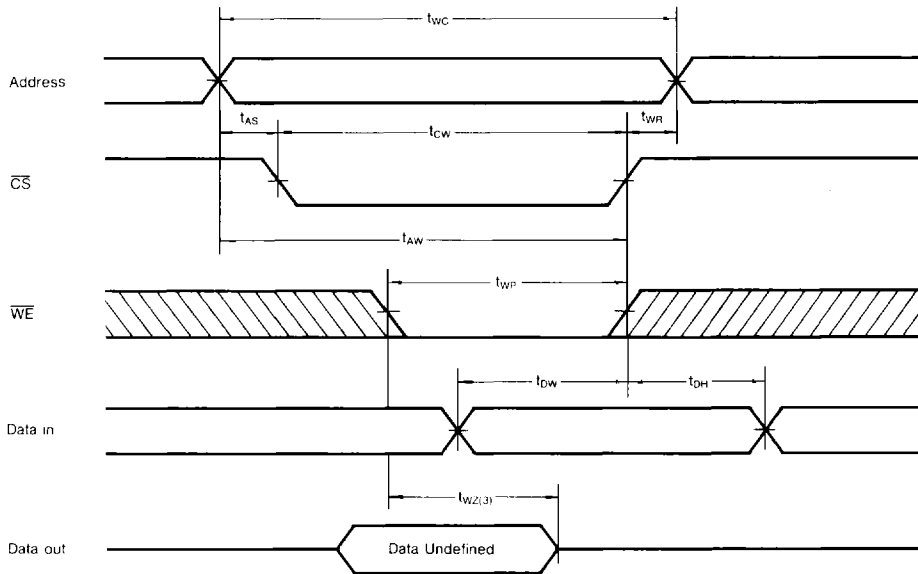 tWC
Address
tAS
tCW
tWR
CS
tAW
tWP
WE
tDW
tDH
Data in
tWZ(3)
Data out
Data Undefined